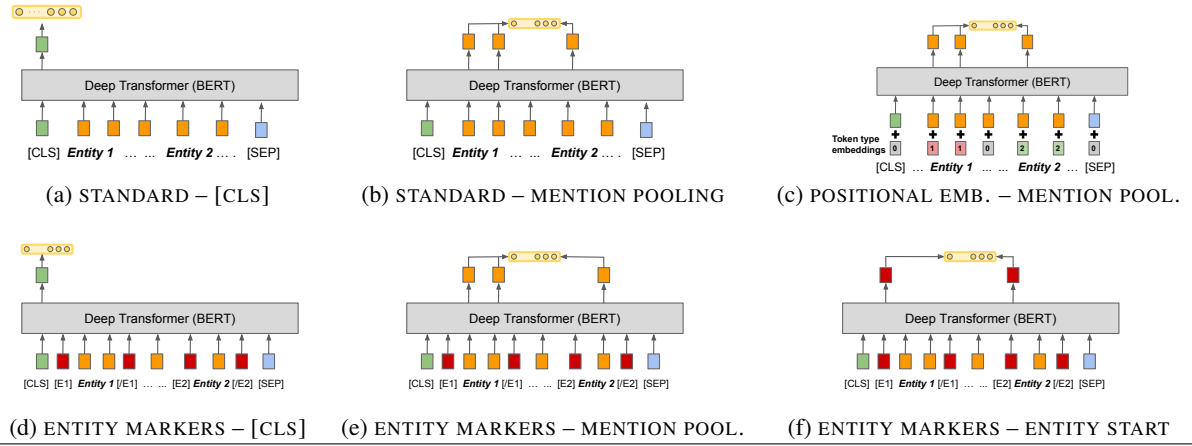 Deep Transformer (BERT)
[CLS] Entity 1 ... ... Entity 2 ... . [SEP]
(a) STANDARD – [CLS]
Deep Transformer (BERT)
[CLS] Entity 1 ... ... Entity 2 ... . [SEP]
(b) STANDARD – MENTION POOLING
Deep Transformer (BERT)
+ + + + + + +
Token type
embeddings
0 1 1 0 2 2 0
[CLS] ... Entity 1 ... ... Entity 2 ... [SEP]
(c) POSITIONAL EMB. – MENTION POOL.
Deep Transformer (BERT)
[CLS] [E1] Entity 1 [/E1] ... ... [E2] Entity 2 [/E2] [SEP]
(d) ENTITY MARKERS – [CLS]
Deep Transformer (BERT)
[CLS] [E1] Entity 1 [/E1] ... ... [E2] Entity 2 [/E2] [SEP]
(e) ENTITY MARKERS – MENTION POOL.
Deep Transformer (BERT)
[CLS] [E1] Entity 1 [/E1] ... ... [E2] Entity 2 [/E2] [SEP]
(f) ENTITY MARKERS – ENTITY START